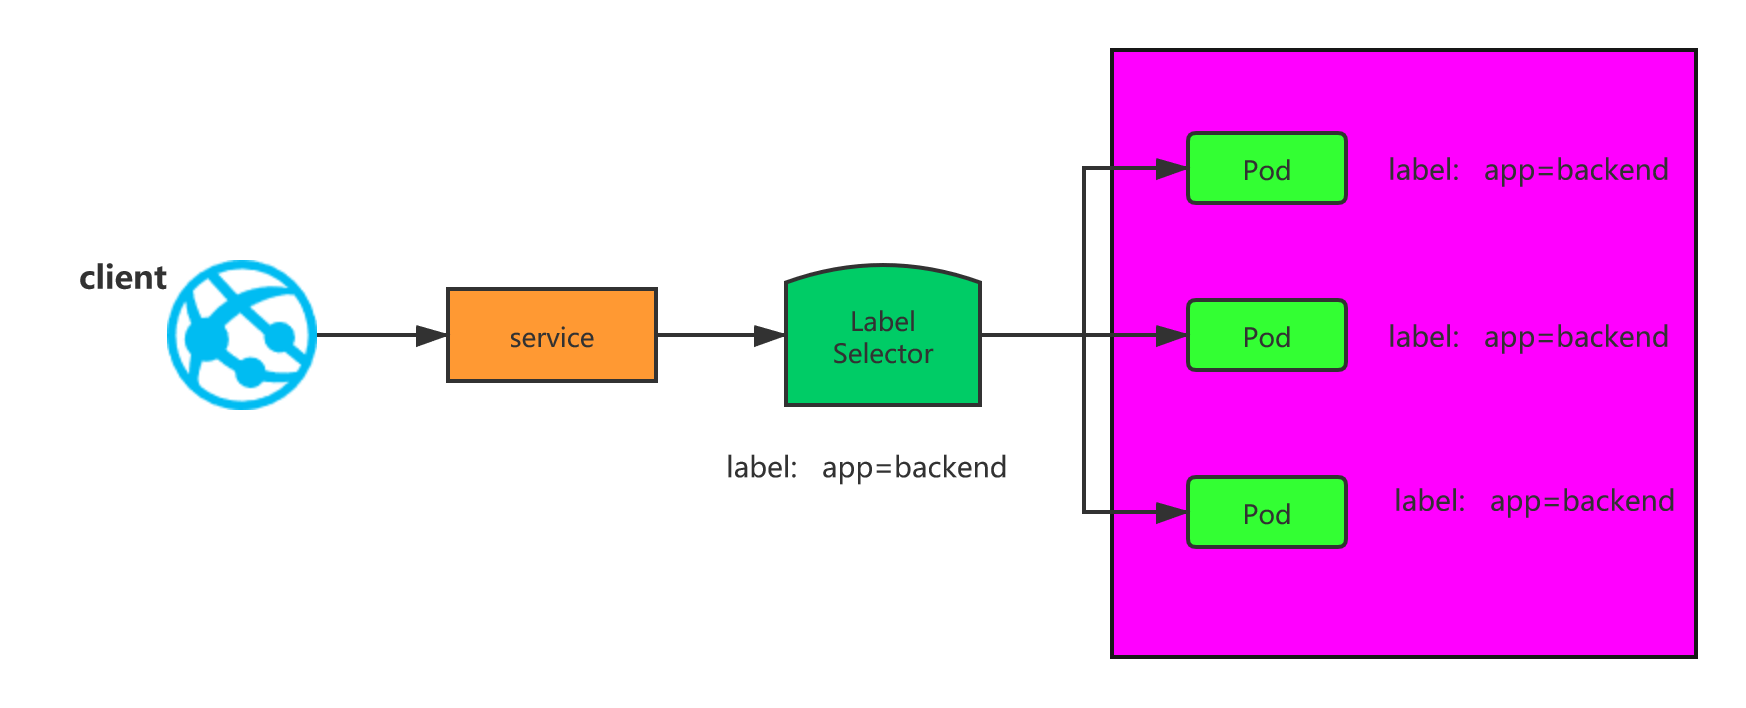 client
service
Label
Selector
label: app=backend
Pod
label: app=backend
Pod
label: app=backend
Pod
label: app=backend